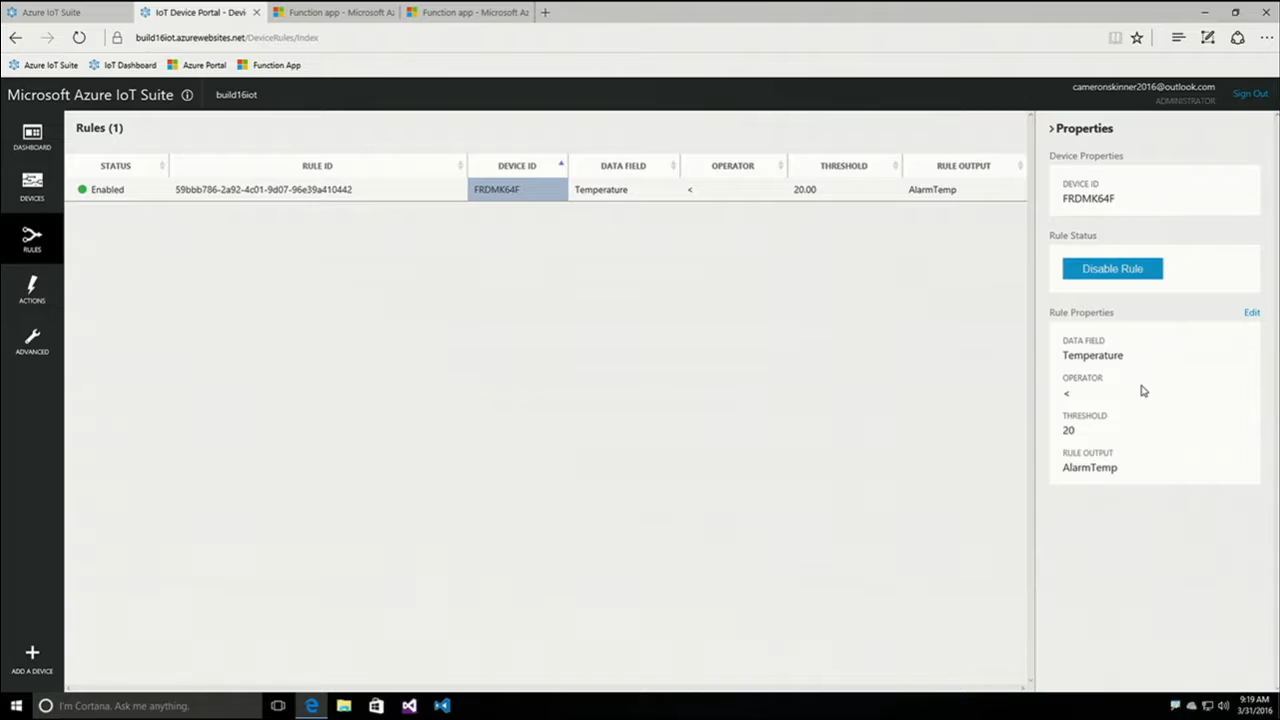 Azure IoT Suite
IoT Device Portal - Devi
Function app - Microsoft Az
Function app - Microsoft Az
build16iot.azurewebsites.net/DeviceRules/Index
Azure IoT Suite
IoT Dashboard
Azure Portal
Function App
Microsoft Azure IoT Suite
build16iot
cameronskinner2016@outlook.com
ADMINISTRATOR
Sign Out
DASHBOARD
DEVICES
RULES
ACTIONS
ADVANCED
ADD A DEVICE
Rules (1)
STATUS RULE ID DEVICE ID DATA FIELD OPERATOR THRESHOLD RULE OUTPUT
Enabled 59bbb786-2a92-4c01-9d07-96e39a410442 FRDMK64F Temperature < 20.00 AlarmTemp
> Properties
Device Properties
DEVICE ID
FRDMK64F
Rule Status
Disable Rule
Rule Properties Edit
DATA FIELD
Temperature
OPERATOR
<
THRESHOLD
20
RULE OUTPUT
AlarmTemp
I'm Cortana. Ask me anything.
9:19 AM
3/31/2016